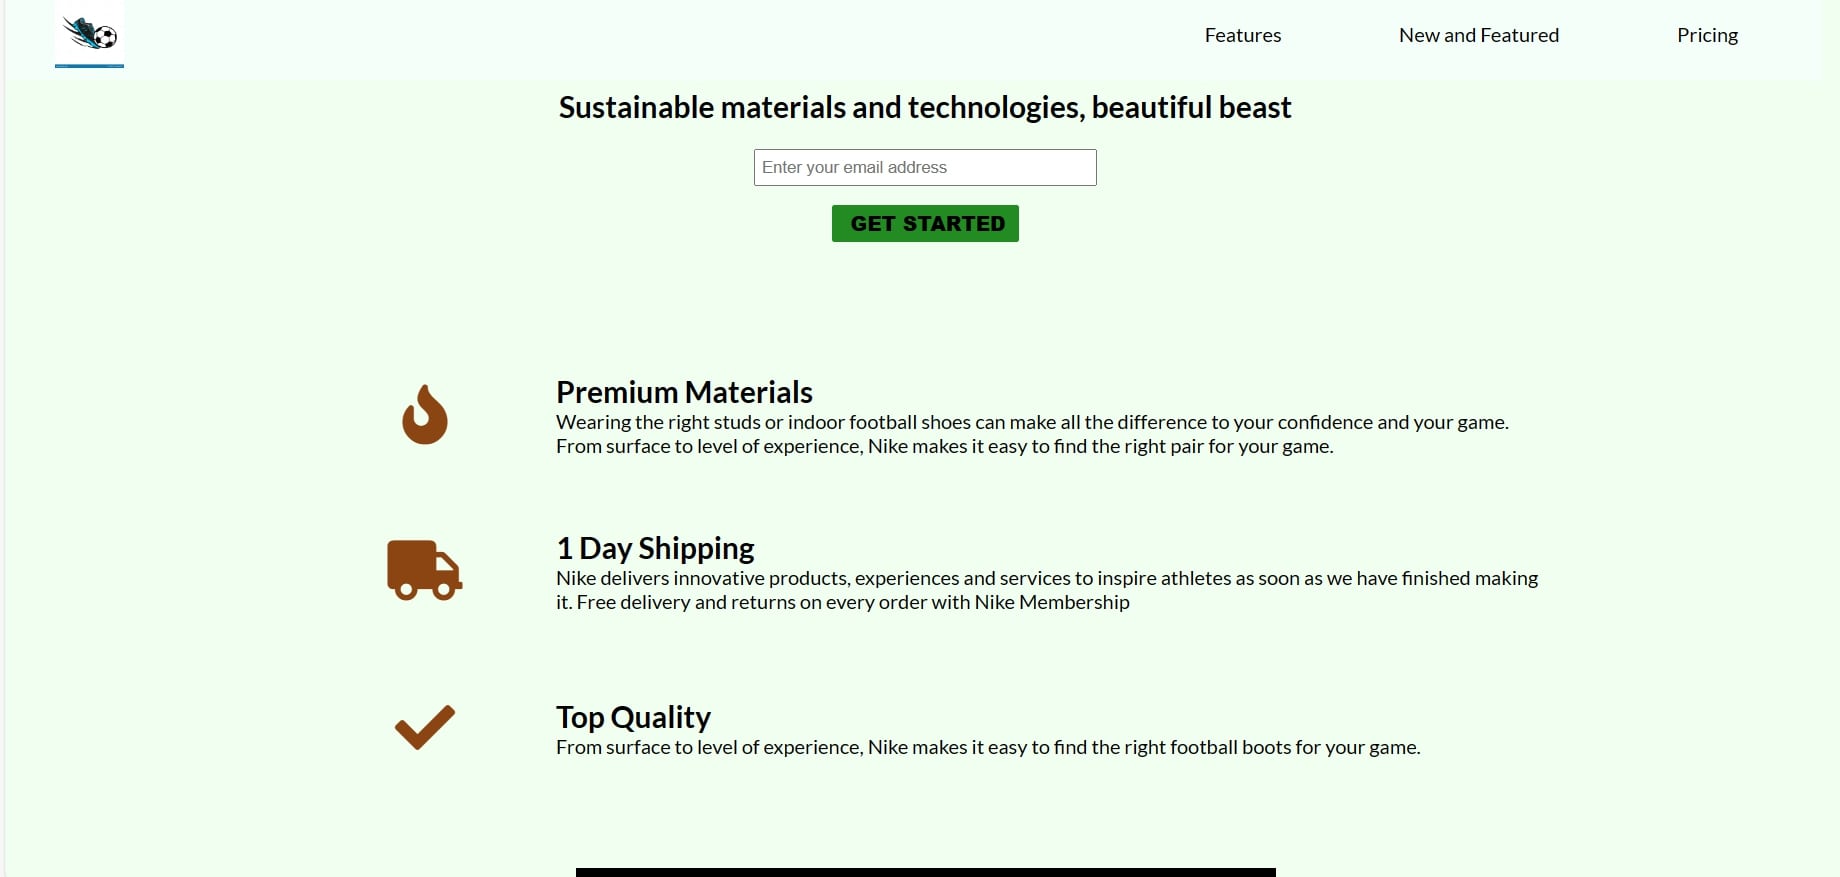 Features
New and Featured
Pricing
Sustainable materials and technologies, beautiful beast
Enter your email address
GET STARTED
Premium Materials
Wearing the right studs or indoor football shoes can make all the difference to your confidence and your game.
From surface to level of experience, Nike makes it easy to find the right pair for your game.
1 Day Shipping
Nike delivers innovative products, experiences and services to inspire athletes as soon as we have finished making
it. Free delivery and returns on every order with Nike Membership
Top Quality
From surface to level of experience, Nike makes it easy to find the right football boots for your game.